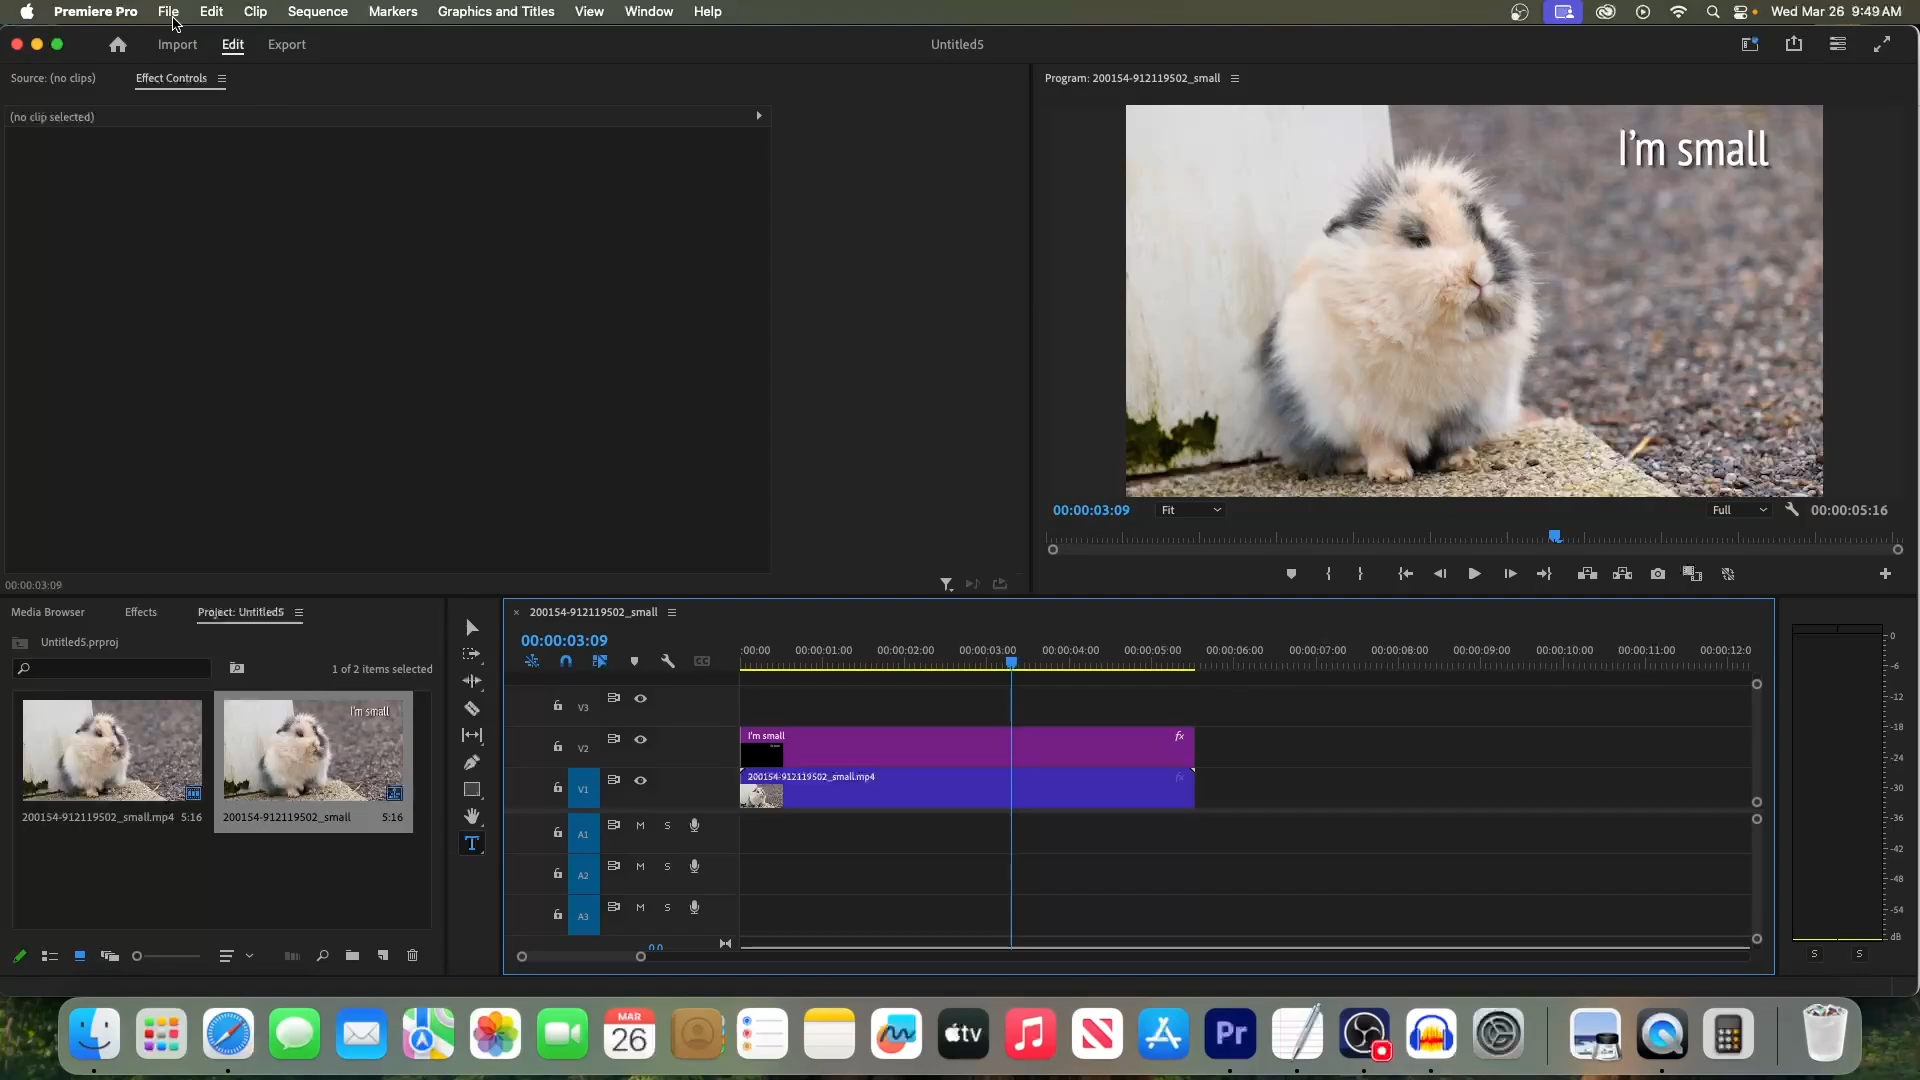 Premiere Pro File Edit Clip Sequence Markers Graphics and Titles View Window Help Wed Mar 26 9:49 AM
Import Edit Export Untitled5
Source: (no clips) Effect Controls
(no clip selected)
00:00:03:09
Program: 200154-912119502_small
I'm small
00:00:03:09 Fit Full 00:00:05:16
Media Browser Effects Project: Untitled5
Untitled5.prproj
1 of 2 items selected
I'm small
200154-912119502_small.mp4 5:16 200154-912119502_small 5:16
T
× 200154-912119502_small
00:00:03:09
CC
:00:00 00:00:01:00 00:00:02:00 00:00:03:00 00:00:04:00 00:00:05:00 00:00:06:00 00:00:07:00 00:00:08:00 00:00:09:00 00:00:10:00 00:00:11:00 00:00:12:0
V3
V2 I'm small fx
V1 200154-912119502_small.mp4 fx
A1 M S
A2 M S
A3 M S
0.0
0
-6
-12
-18
-24
-30
-36
-42
-48
-54
dB
S S
MAR
26
tv
Pr